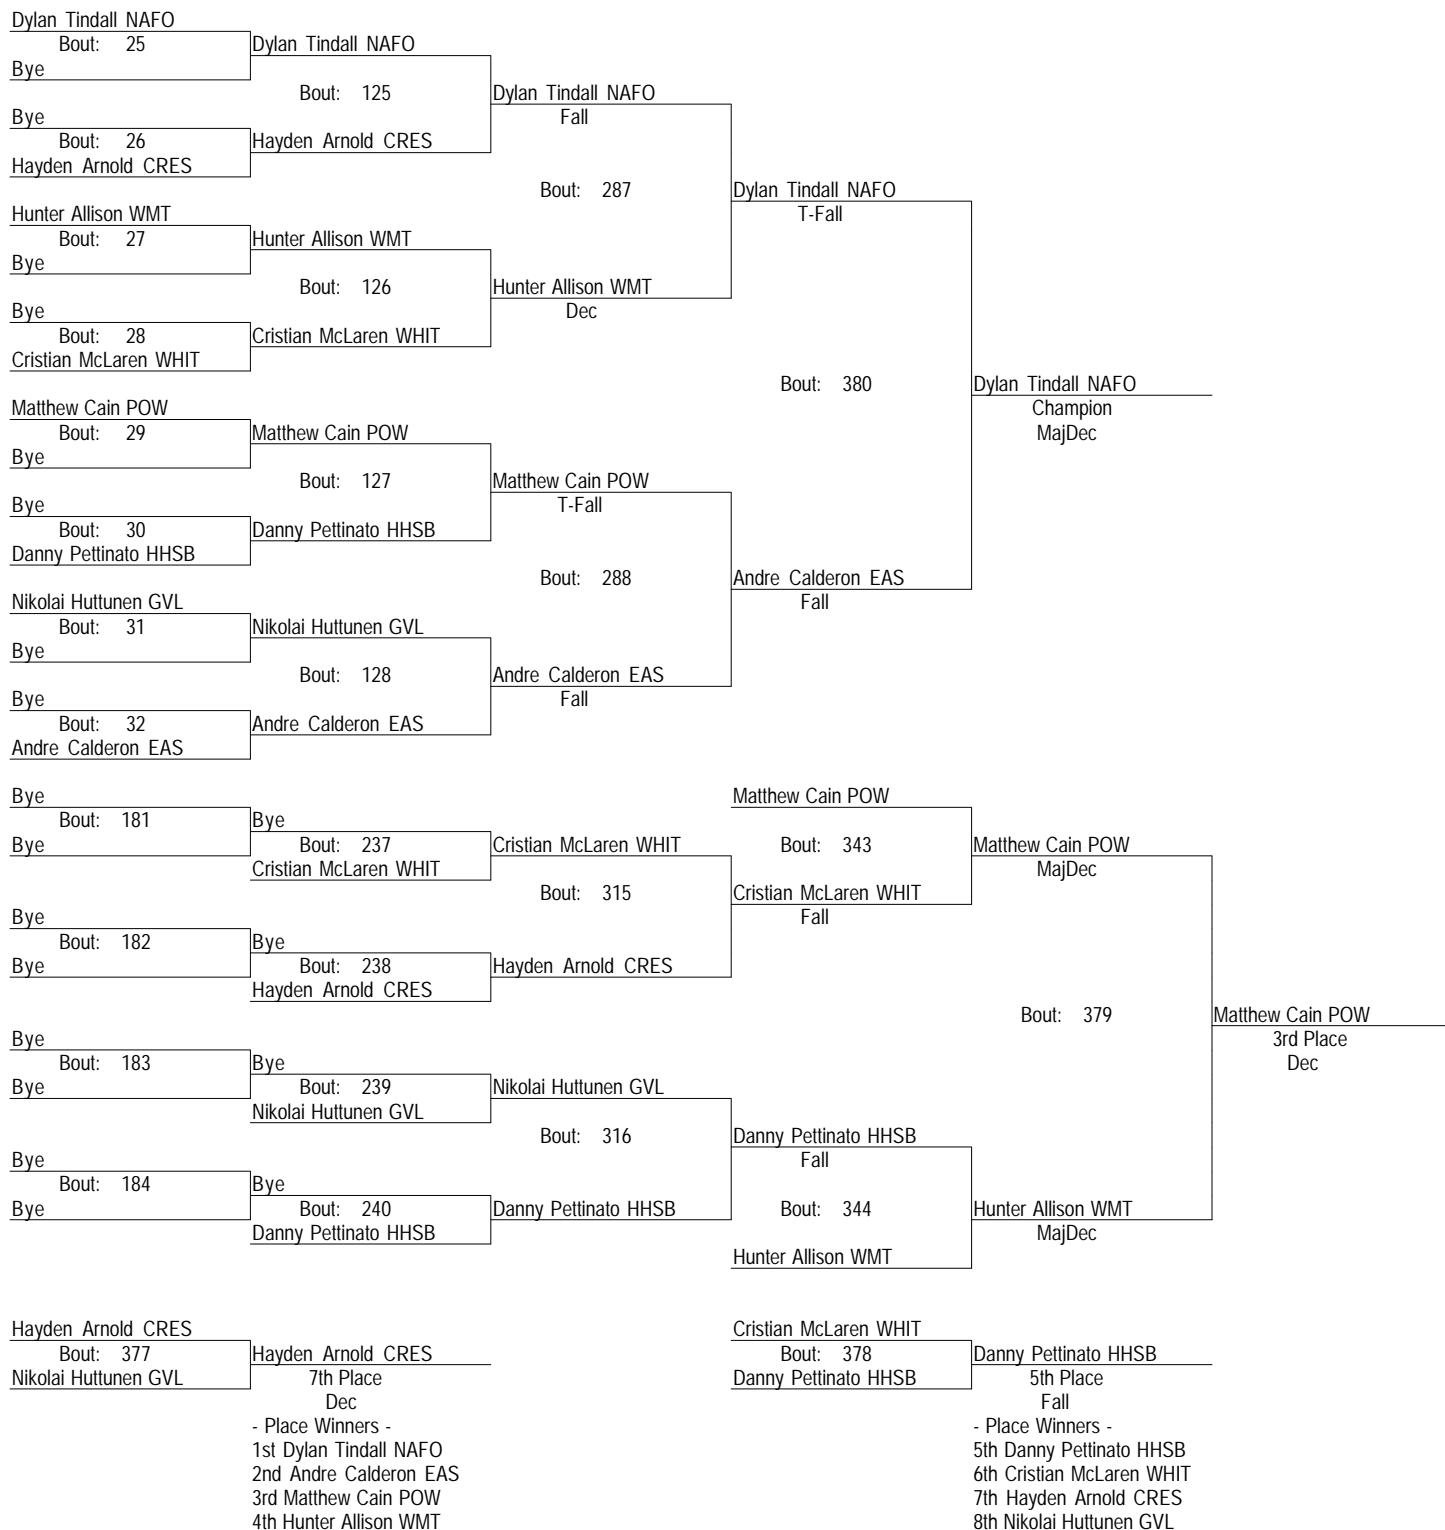 Dylan Tindall NAFO
Bout: 25
Dylan Tindall NAFO
Bye
Bout: 125
Dylan Tindall NAFO
Bye
Fall
Bout: 26
Hayden Arnold CRES
Hayden Arnold CRES
Bout: 287
Dylan Tindall NAFO
Hunter Allison WMT
T-Fall
Bout: 27
Hunter Allison WMT
Bye
Bout: 126
Hunter Allison WMT
Bye
Dec
Bout: 28
Cristian McLaren WHIT
Cristian McLaren WHIT
Bout: 380
Dylan Tindall NAFO
Matthew Cain POW
Champion
Bout: 29
Matthew Cain POW
MajDec
Bye
Bout: 127
Matthew Cain POW
Bye
T-Fall
Bout: 30
Danny Pettinato HHSB
Danny Pettinato HHSB
Bout: 288
Andre Calderon EAS
Nikolai Huttunen GVL
Fall
Bout: 31
Nikolai Huttunen GVL
Bye
Bout: 128
Andre Calderon EAS
Bye
Fall
Bout: 32
Andre Calderon EAS
Andre Calderon EAS
Bye
Matthew Cain POW
Bout: 181
Bye
Bye
Bout: 237
Cristian McLaren WHIT
Bout: 343
Matthew Cain POW
Cristian McLaren WHIT
MajDec
Bout: 315
Cristian McLaren WHIT
Bye
Fall
Bout: 182
Bye
Bye
Bout: 238
Hayden Arnold CRES
Hayden Arnold CRES
Bout: 379
Matthew Cain POW
Bye
3rd Place
Bout: 183
Bye
Dec
Bye
Bout: 239
Nikolai Huttunen GVL
Nikolai Huttunen GVL
Bout: 316
Danny Pettinato HHSB
Bye
Fall
Bout: 184
Bye
Bye
Bout: 240
Danny Pettinato HHSB
Bout: 344
Hunter Allison WMT
Danny Pettinato HHSB
MajDec
Hunter Allison WMT
Hayden Arnold CRES
Bout: 377
Hayden Arnold CRES
Nikolai Huttunen GVL
7th Place
Dec
- Place Winners -
1st Dylan Tindall NAFO
2nd Andre Calderon EAS
3rd Matthew Cain POW
4th Hunter Allison WMT
Cristian McLaren WHIT
Bout: 378
Danny Pettinato HHSB
Danny Pettinato HHSB
5th Place
Fall
- Place Winners -
5th Danny Pettinato HHSB
6th Cristian McLaren WHIT
7th Hayden Arnold CRES
8th Nikolai Huttunen GVL